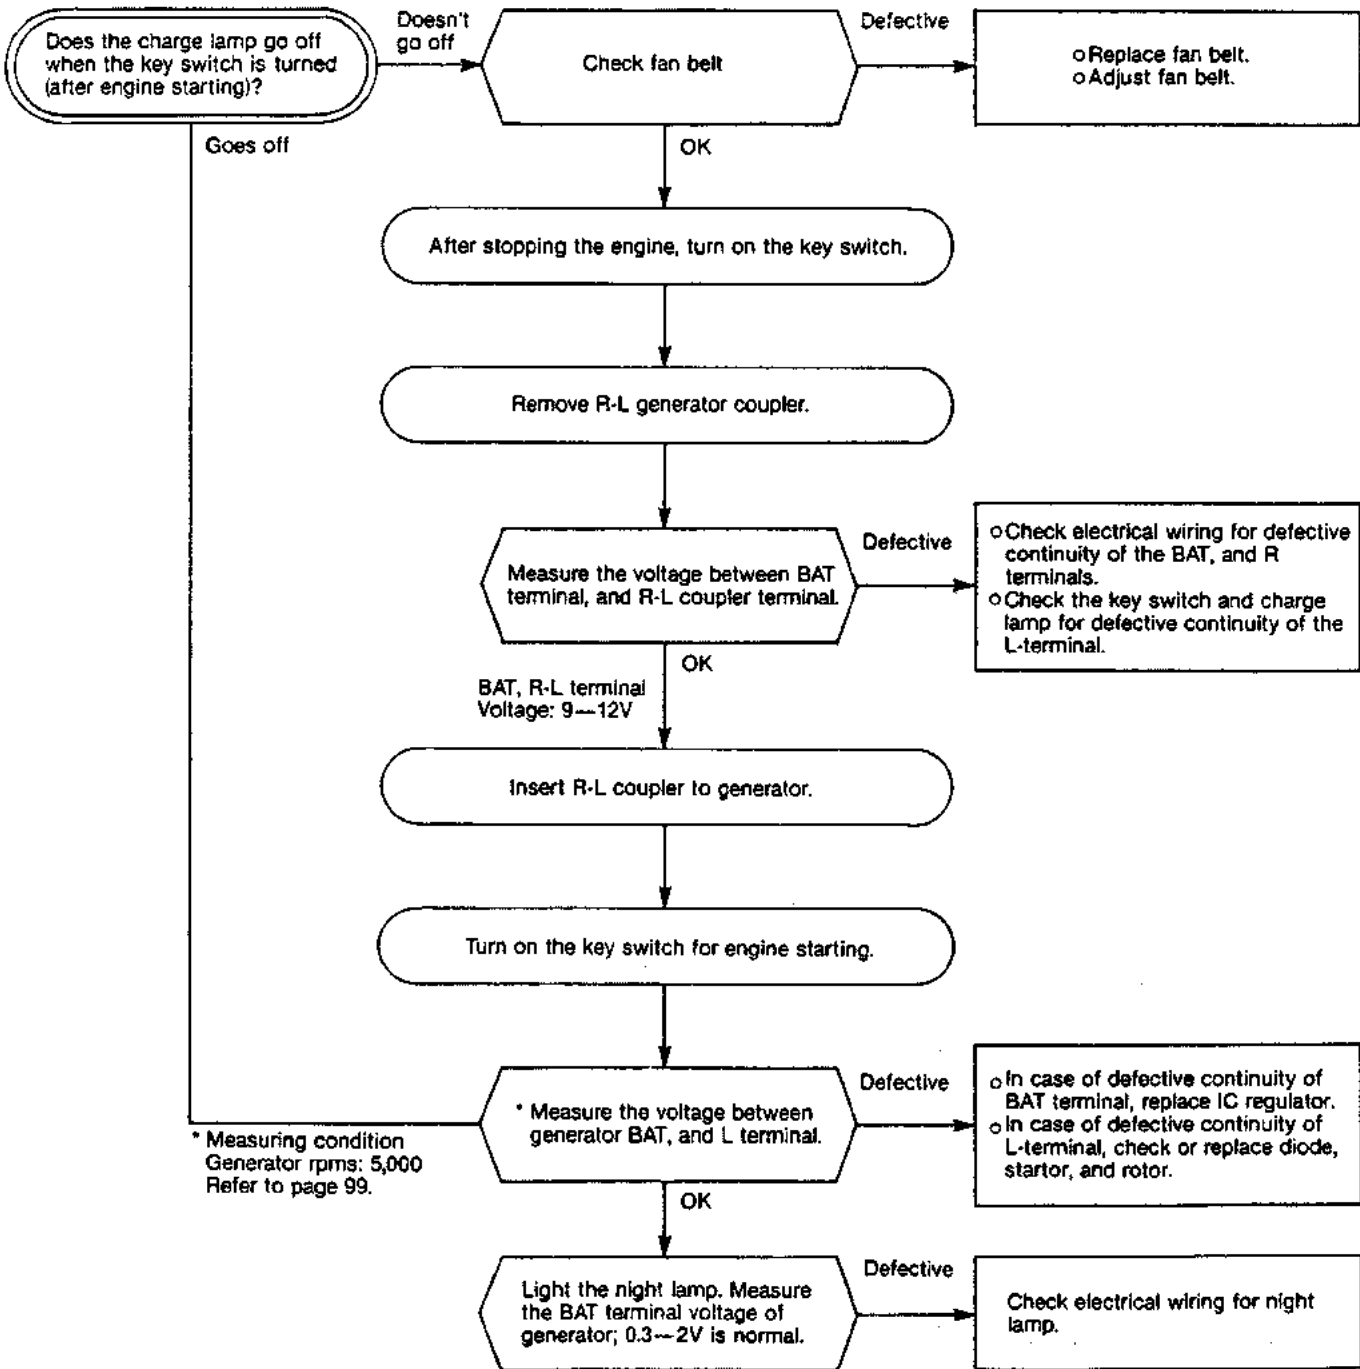 Does the charge lamp go off
when the key switch is turned
(after engine starting)?
Doesn't
go off
Check fan belt
Defective
○Replace fan belt.
○Adjust fan belt.
Goes off
OK
After stopping the engine, turn on the key switch.
Remove R-L generator coupler.
Measure the voltage between BAT
terminal, and R-L coupler terminal.
Defective
○Check electrical wiring for defective
continuity of the BAT, and R
terminals.
○Check the key switch and charge
lamp for defective continuity of the
L-terminal.
OK
BAT, R-L terminal
Voltage: 9—12V
Insert R-L coupler to generator.
Turn on the key switch for engine starting.
* Measure the voltage between
generator BAT, and L terminal.
Defective
○In case of defective continuity of
BAT terminal, replace IC regulator.
○In case of defective continuity of
L-terminal, check or replace diode,
startor, and rotor.
* Measuring condition
Generator rpms: 5,000
Refer to page 99.
OK
Light the night lamp. Measure
the BAT terminal voltage of
generator; 0.3—2V is normal.
Defective
Check electrical wiring for night
lamp.